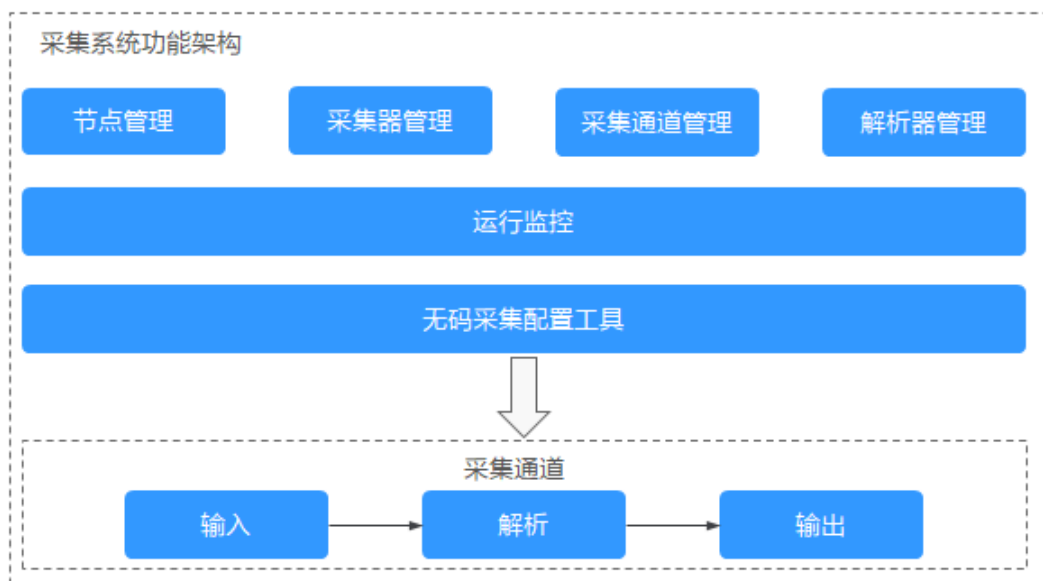 采集系统功能架构
节点管理
采集器管理
采集通道管理
解析器管理
运行监控
无码采集配置工具
采集通道
输入
解析
输出